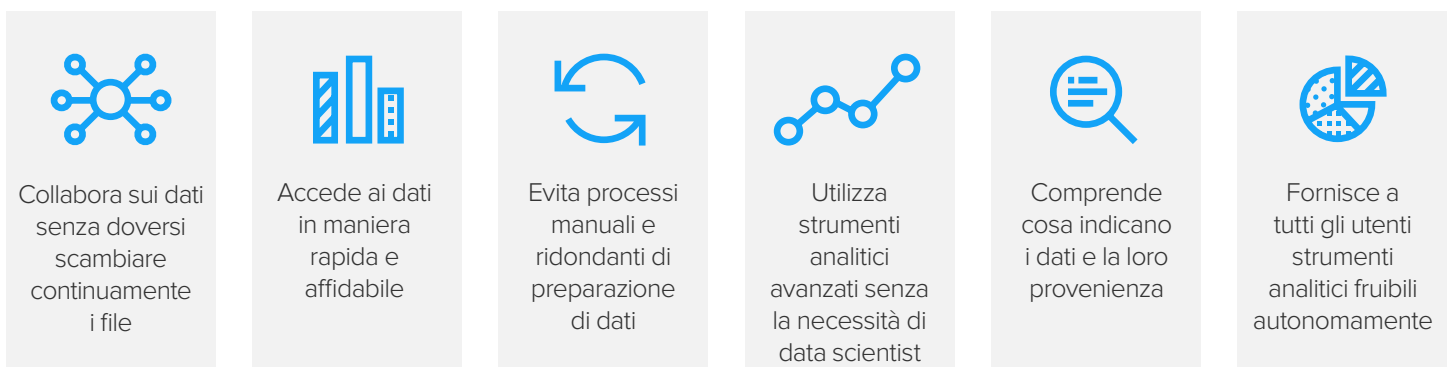 Collabora sui dati
senza doversi
scambiare
continuamente
i file
Accede ai dati
in maniera
rapida e
affidabile
Evita processi
manuali e
ridondanti di
preparazione
di dati
Utilizza
strumenti
analitici
avanzati senza
la necessità di
data scientist
Comprende
cosa indicano
i dati e la loro
provenienza
Fornisce a
tutti gli utenti
strumenti
analitici fruibili
autonomamente